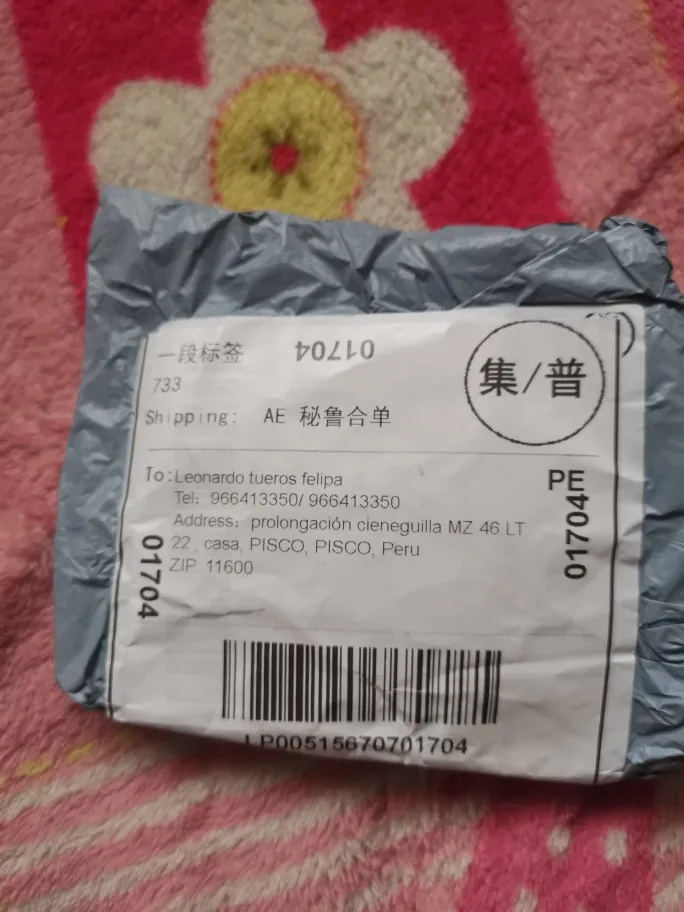 一段标签
01704
集/普
733
Shipping: AE 秘鲁合单
To:Leonardo tueros felipa
PE
Tel: 966413350/ 966413350
Address: prolongación cieneguilla MZ 46 LT
22 , casa, PISCO, PISCO, Peru
ZIP 11600
01704
01704
LP00515670701704